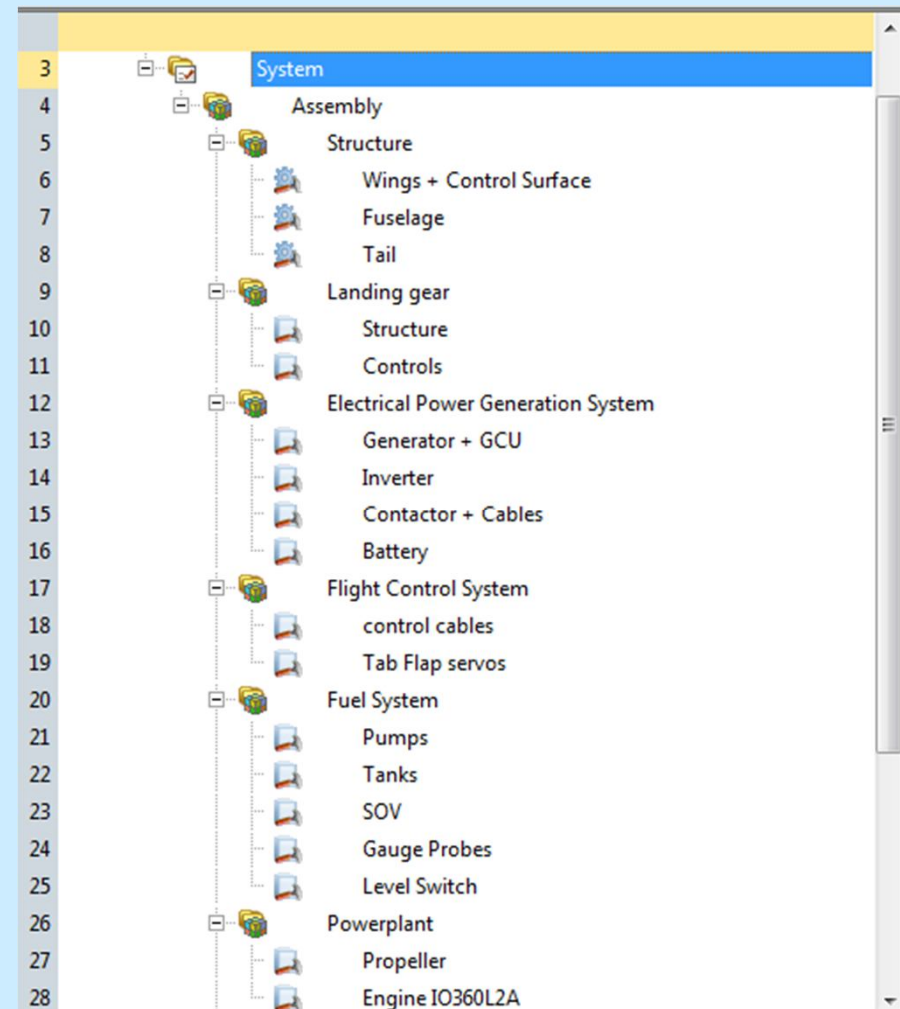 3 System
4 Assembly
5 Structure
6 Wings + Control Surface
7 Fuselage
8 Tail
9 Landing gear
10 Structure
11 Controls
12 Electrical Power Generation System
13 Generator + GCU
14 Inverter
15 Contactor + Cables
16 Battery
17 Flight Control System
18 control cables
19 Tab Flap servos
20 Fuel System
21 Pumps
22 Tanks
23 SOV
24 Gauge Probes
25 Level Switch
26 Powerplant
27 Propeller
28 Engine IO360L2A